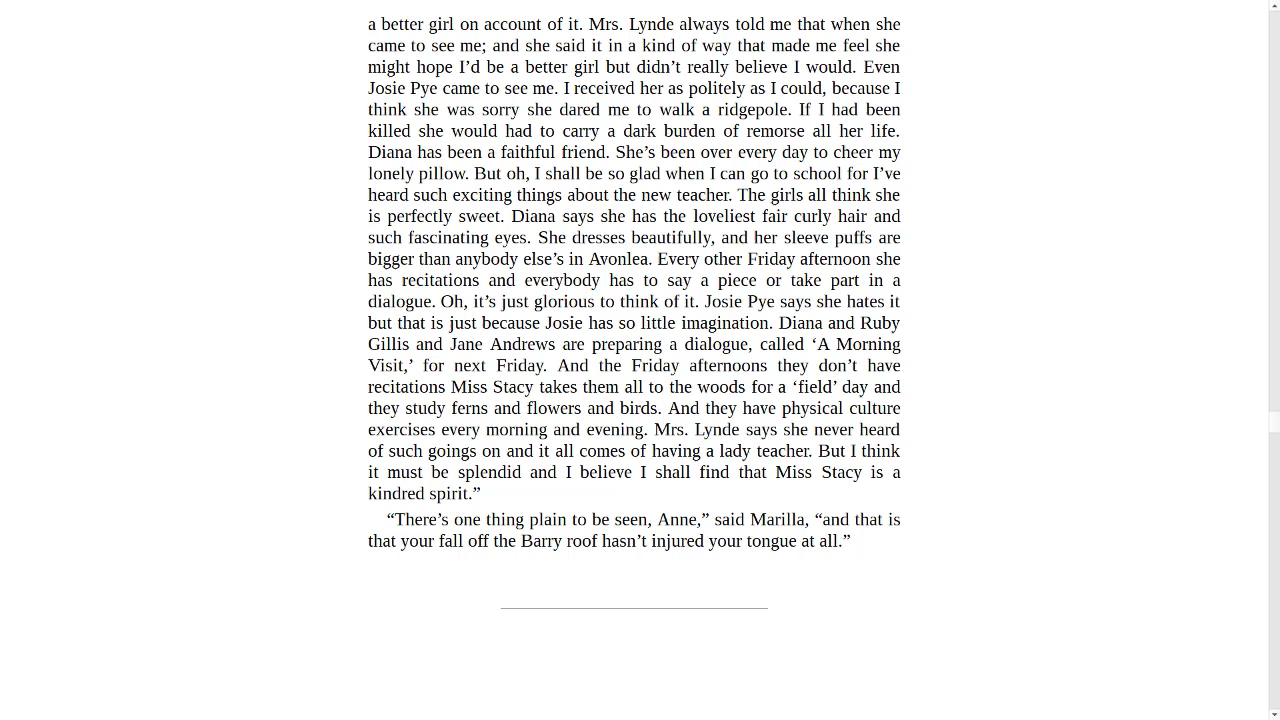 a better girl on account of it. Mrs. Lynde always told me that when she
came to see me; and she said it in a kind of way that made me feel she
might hope I’d be a better girl but didn’t really believe I would. Even
Josie Pye came to see me. I received her as politely as I could, because I
think she was sorry she dared me to walk a ridgepole. If I had been
killed she would had to carry a dark burden of remorse all her life.
Diana has been a faithful friend. She’s been over every day to cheer my
lonely pillow. But oh, I shall be so glad when I can go to school for I’ve
heard such exciting things about the new teacher. The girls all think she
is perfectly sweet. Diana says she has the loveliest fair curly hair and
such fascinating eyes. She dresses beautifully, and her sleeve puffs are
bigger than anybody else’s in Avonlea. Every other Friday afternoon she
has recitations and everybody has to say a piece or take part in a
dialogue. Oh, it’s just glorious to think of it. Josie Pye says she hates it
but that is just because Josie has so little imagination. Diana and Ruby
Gillis and Jane Andrews are preparing a dialogue, called ‘A Morning
Visit,’ for next Friday. And the Friday afternoons they don’t have
recitations Miss Stacy takes them all to the woods for a ‘field’ day and
they study ferns and flowers and birds. And they have physical culture
exercises every morning and evening. Mrs. Lynde says she never heard
of such goings on and it all comes of having a lady teacher. But I think
it must be splendid and I believe I shall find that Miss Stacy is a
kindred spirit.”
“There’s one thing plain to be seen, Anne,” said Marilla, “and that is
that your fall off the Barry roof hasn’t injured your tongue at all.”